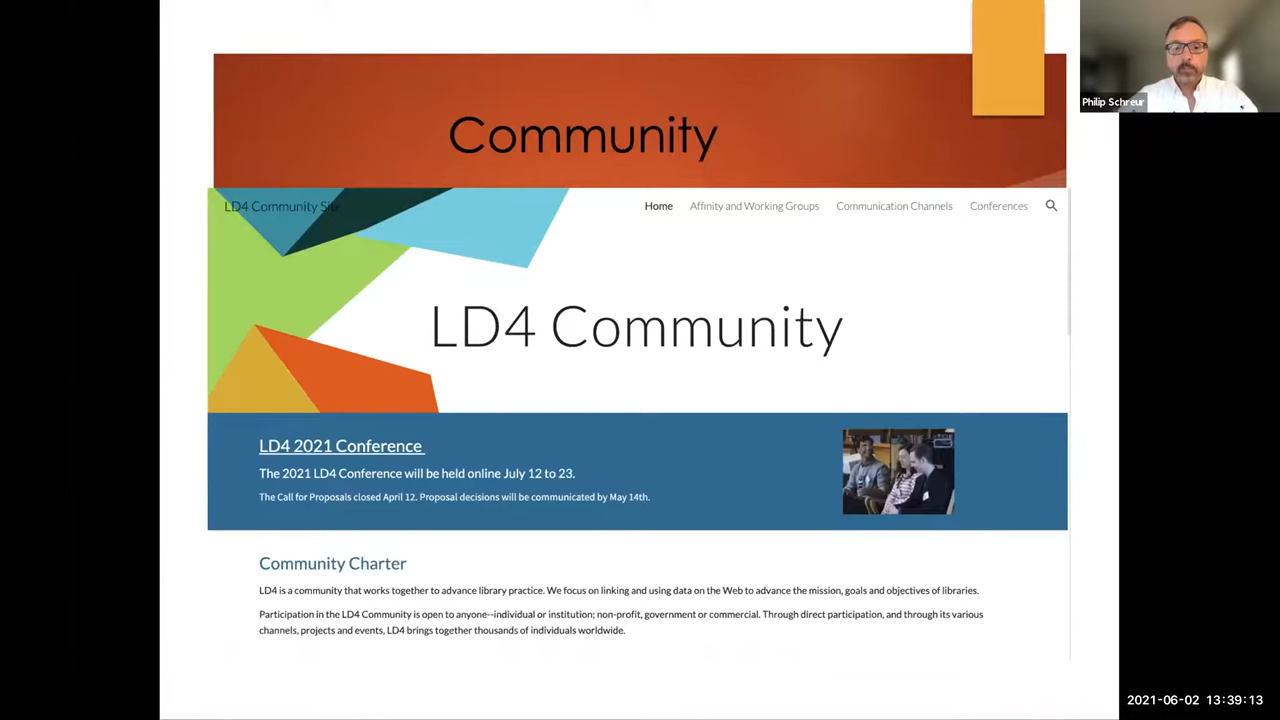 Community
Philip Schreur
LD4 Community Site
Home Affinity and Working Groups Communication Channels Conferences
LD4 Community
LD4 2021 Conference
The 2021 LD4 Conference will be held online July 12 to 23.
The Call for Proposals closed April 12. Proposal decisions will be communicated by May 14th.
Community Charter
LD4 is a community that works together to advance library practice. We focus on linking and using data on the Web to advance the mission, goals and objectives of libraries.
Participation in the LD4 Community is open to anyone--individual or institution; non-profit, government or commercial. Through direct participation, and through its various
channels, projects and events, LD4 brings together thousands of individuals worldwide.
2021-06-02 13:39:13